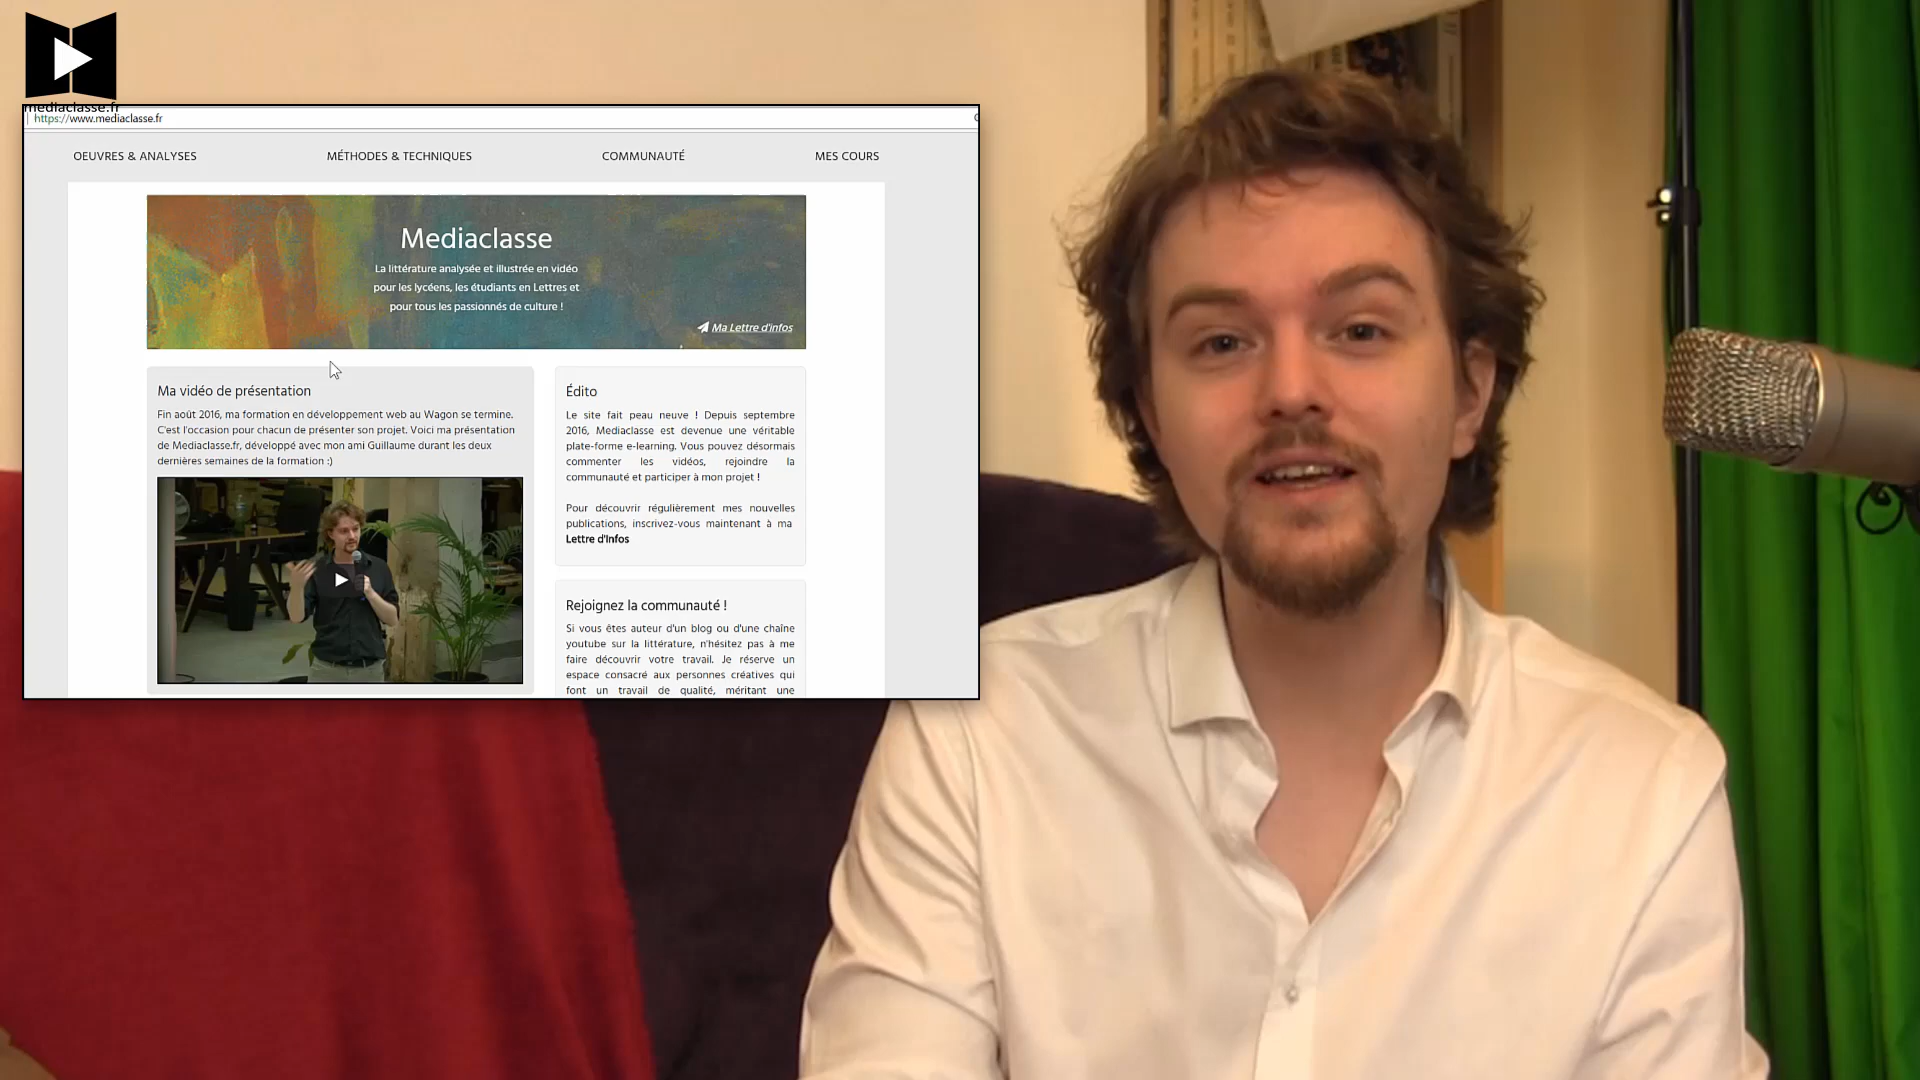 mediaclasse.fr
https://www.mediaclasse.fr
OEUVRES & ANALYSES
MÉTHODES & TECHNIQUES
COMMUNAUTÉ
MES COURS
Mediaclasse
La littérature analysée et illustrée en vidéo
pour les lycéens, les étudiants en Lettres et
pour tous les passionnés de culture !
Ma Lettre d'infos
Ma vidéo de présentation
Fin août 2016, ma formation en développement web au Wagon se termine.
C'est l'occasion pour chacun de présenter son projet. Voici ma présentation
de Mediaclasse.fr, développé avec mon ami Guillaume durant les deux
dernières semaines de la formation :)
Édito
Le site fait peau neuve ! Depuis septembre
2016, Mediaclasse est devenue une véritable
plate-forme e-learning. Vous pouvez désormais
commenter les vidéos, rejoindre la
communauté et participer à mon projet !
Pour découvrir régulièrement mes nouvelles
publications, inscrivez-vous maintenant à ma
Lettre d'Infos
Rejoignez la communauté !
Si vous êtes auteur d'un blog ou d'une chaîne
youtube sur la littérature, n'hésitez pas à me
faire découvrir votre travail. Je réserve un
espace consacré aux personnes créatives qui
font un travail de qualité, méritant une